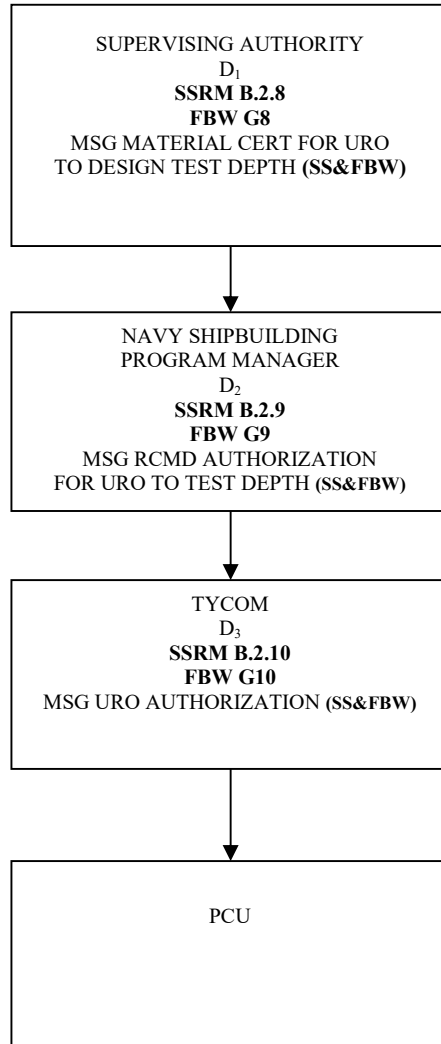 SUPERVISING AUTHORITY
D₁
SSRM B.2.8
FBW G8
MSG MATERIAL CERT FOR URO
TO DESIGN TEST DEPTH (SS&FBW)
NAVY SHIPBUILDING
PROGRAM MANAGER
D₂
SSRM B.2.9
FBW G9
MSG RCMD AUTHORIZATION
FOR URO TO TEST DEPTH (SS&FBW)
TYCOM
D₃
SSRM B.2.10
FBW G10
MSG URO AUTHORIZATION (SS&FBW)
PCU